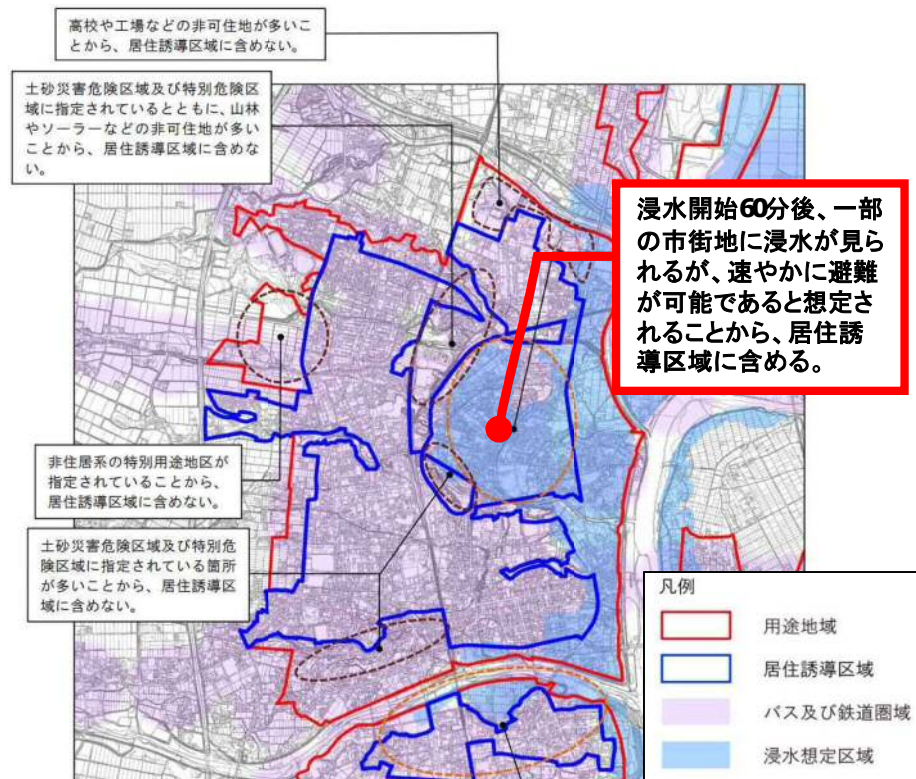 高校や工場などの非可住地が多いこ
とから、居住誘導区域に含めない。
土砂災害危険区域及び特別危険区
域に指定されているとともに、山林
やソーラーなどの非可住地が多い
ことから、居住誘導区域に含めな
い。
浸水開始60分後、一部
の市街地に浸水が見ら
れるが、速やかに避難
が可能であると想定さ
れることから、居住誘
導区域に含める。
非住居系の特別用途地区が
指定されていることから、
居住誘導区域に含めない。
土砂災害危険区域及び特別危
険区域に指定されている箇所
が多いことから、居住誘導区
域に含めない。
凡例
用途地域
居住誘導区域
バス及び鉄道圏域
浸水想定区域